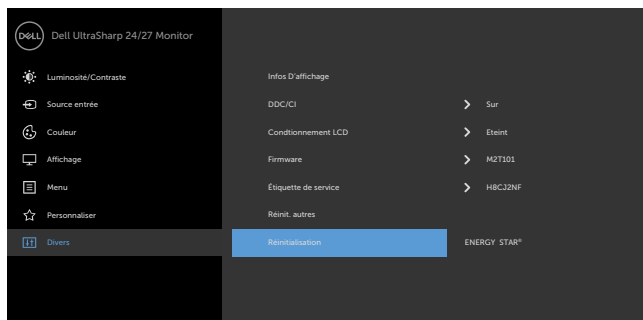 DELL Dell UltraSharp 24/27 Monitor
Luminosité/Contraste Infos D'affichage
Source entrée DDC/CI Sur
Couleur Condtionnement LCD Eteint
Affichage Firmware M2T101
Menu Étiquette de service H8CJ2NF
Personnaliser Réinit. autres
Divers Réinitialisation ENERGY STAR®